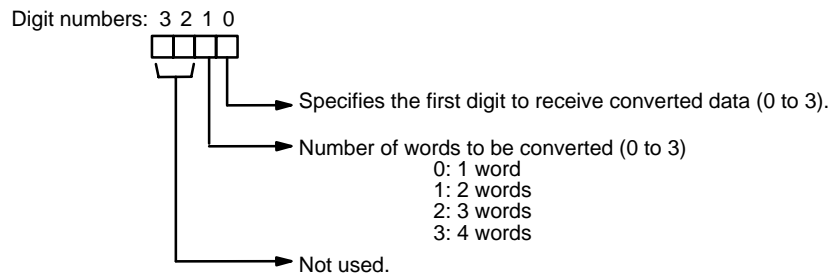 Digit numbers: 3 2 1 0
Specifies the first digit to receive converted data (0 to 3).
Number of words to be converted (0 to 3)
0: 1 word
1: 2 words
2: 3 words
3: 4 words
Not used.